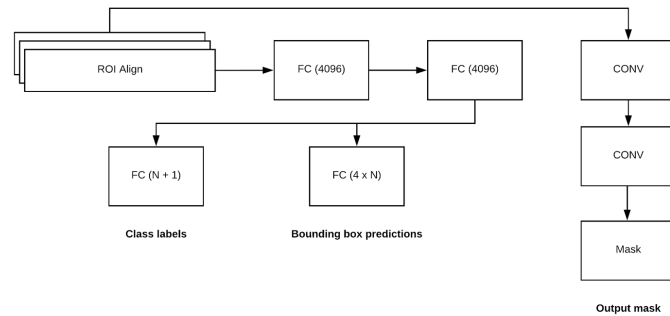 ROI Align
FC (4096)
FC (4096)
CONV
CONV
FC (N + 1)
FC (4 x N)
Class labels
Bounding box predictions
Mask
Output mask